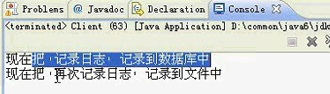 Problems @ Javadoc Declaration Console
<terminated> Client (63) [Java Application] D:\common\java6\jdk
现在把，记录日志，记录到数据库中
现在把，再次记录日志，记录到文件中